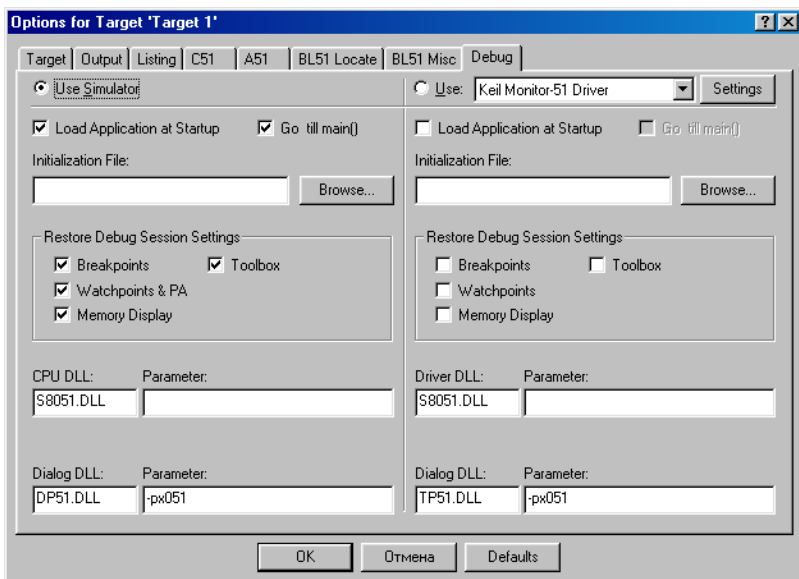 Options for Target 'Target 1'
Target Output Listing C51 A51 BL51 Locate BL51 Misc Debug
Use Simulator Use: Keil Monitor-51 Driver Settings
Load Application at Startup Go till main() Load Application at Startup Go till main()
Initialization File: Initialization File:
Browse... Browse...
Restore Debug Session Settings Restore Debug Session Settings
Breakpoints Toolbox Breakpoints Toolbox
Watchpoints & PA Watchpoints
Memory Display Memory Display
CPU DLL: Parameter: Driver DLL: Parameter:
S8051.DLL S8051.DLL
Dialog DLL: Parameter: Dialog DLL: Parameter:
DP51.DLL -px051 TP51.DLL -px051
OK Отмена Defaults